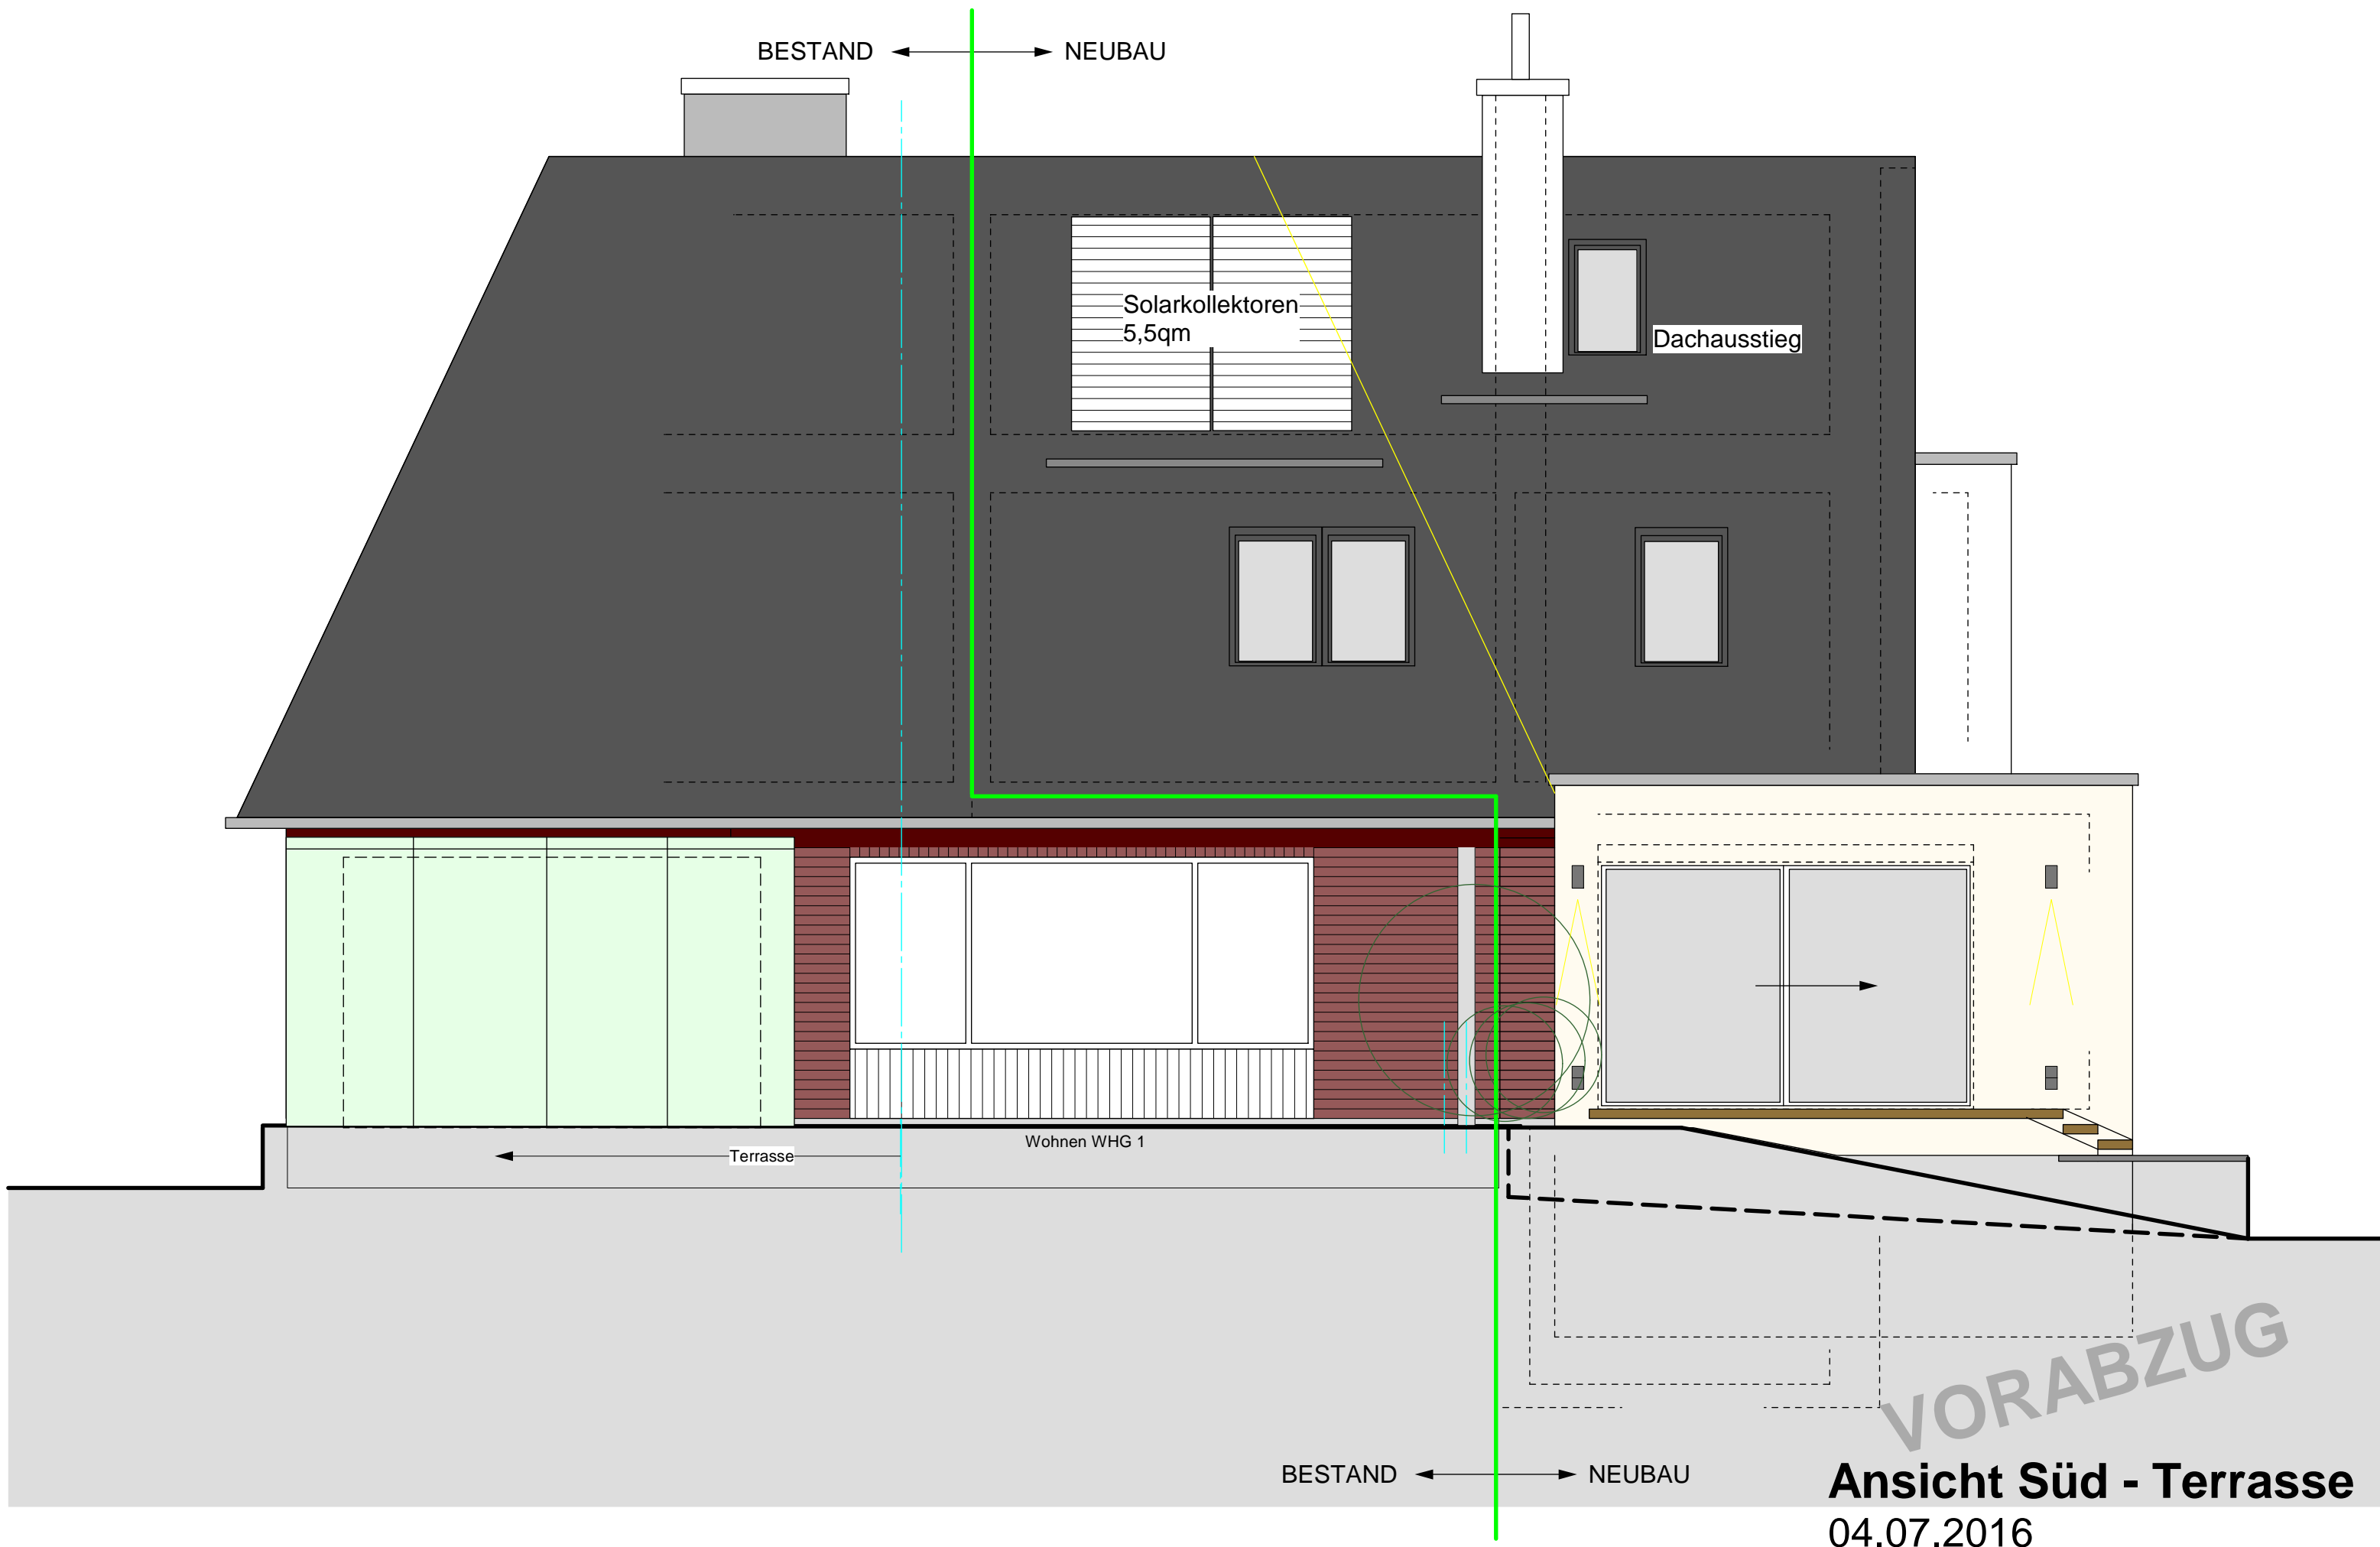 BESTAND NEUBAU
Solarkollektoren
5,5qm
Dachausstieg
Wohnen WHG 1
Terrasse
VORABZUG
BESTAND NEUBAU
Ansicht Süd - Terrasse
04.07.2016